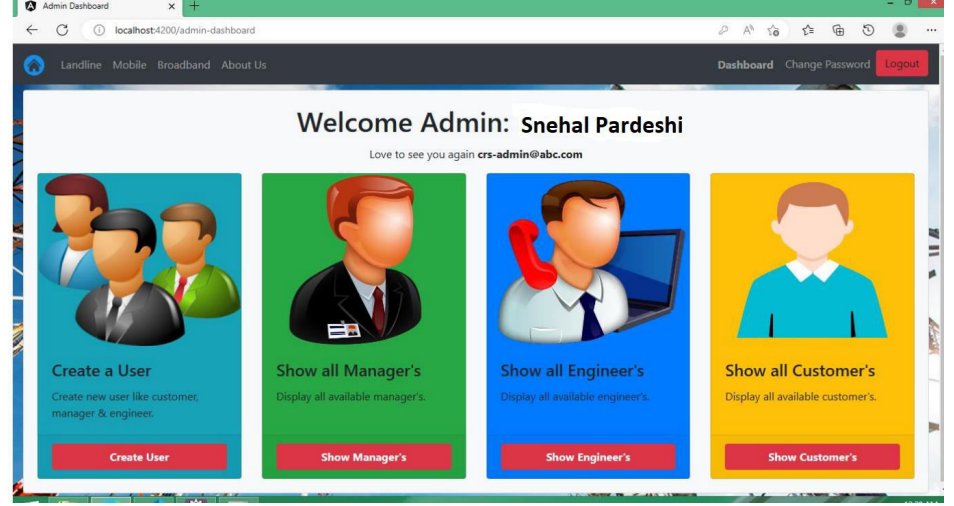 Admin Dashboard
localhost:4200/admin-dashboard
Landline Mobile Broadband About Us
Dashboard Change Password Logout
Welcome Admin: Snehal Pardeshi
Love to see you again crs-admin@abc.com
Create a User
Create new user like customer,
manager & engineer.
Create User
Show all Manager's
Display all available manager's.
Show Manager's
Show all Engineer's
Display all available engineer's.
Show Engineer's
Show all Customer's
Display all available customer's.
Show Customer's